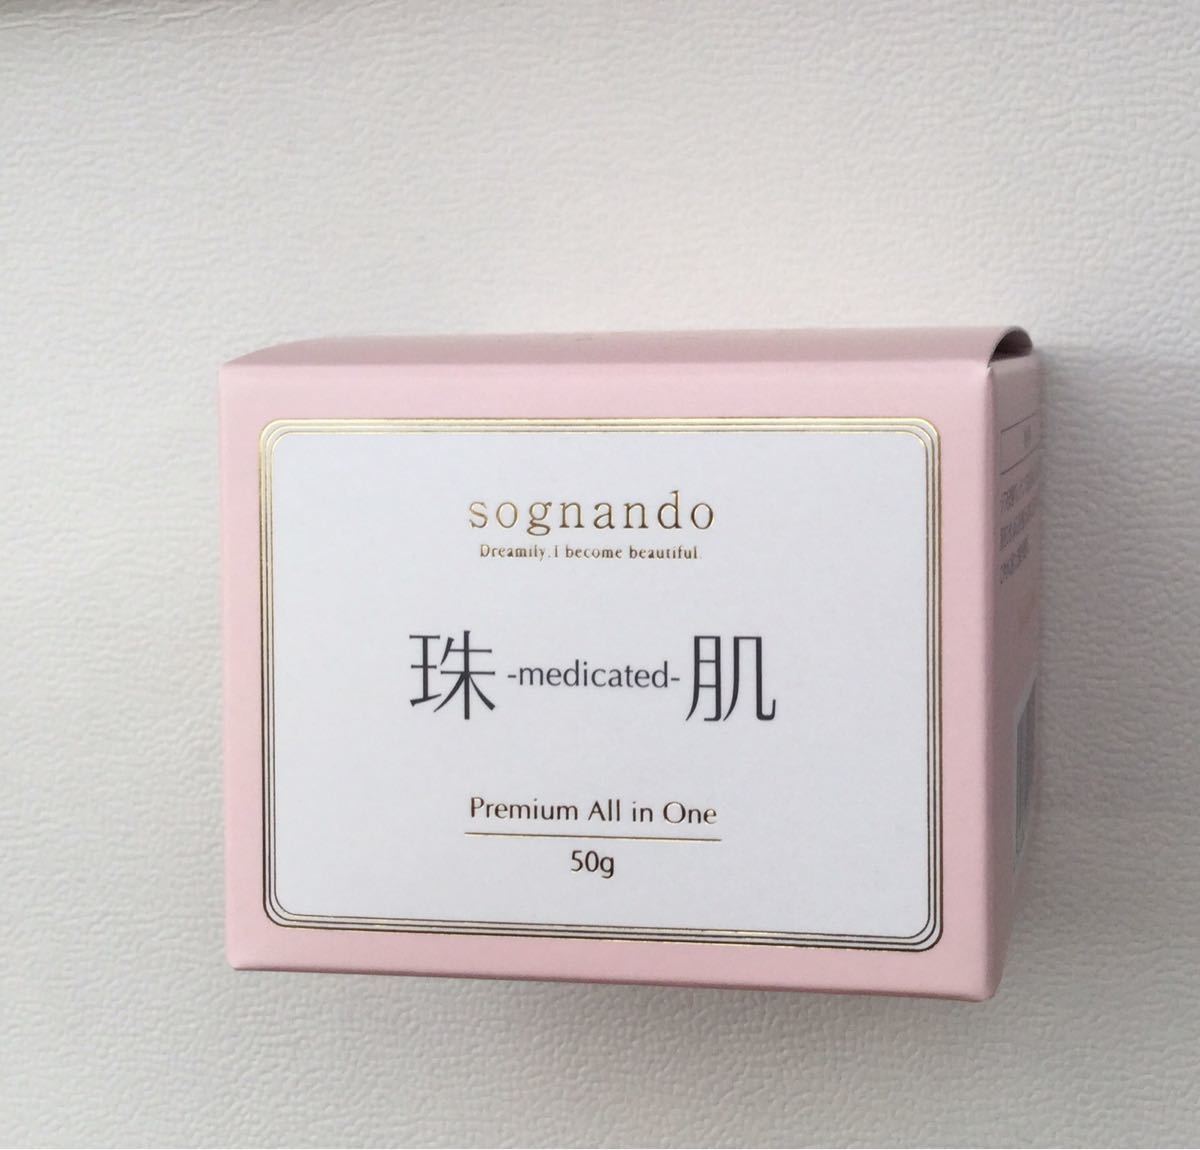 sognando
Dreamily.I become beautiful.
珠-medicated-肌
Premium All in One
50g